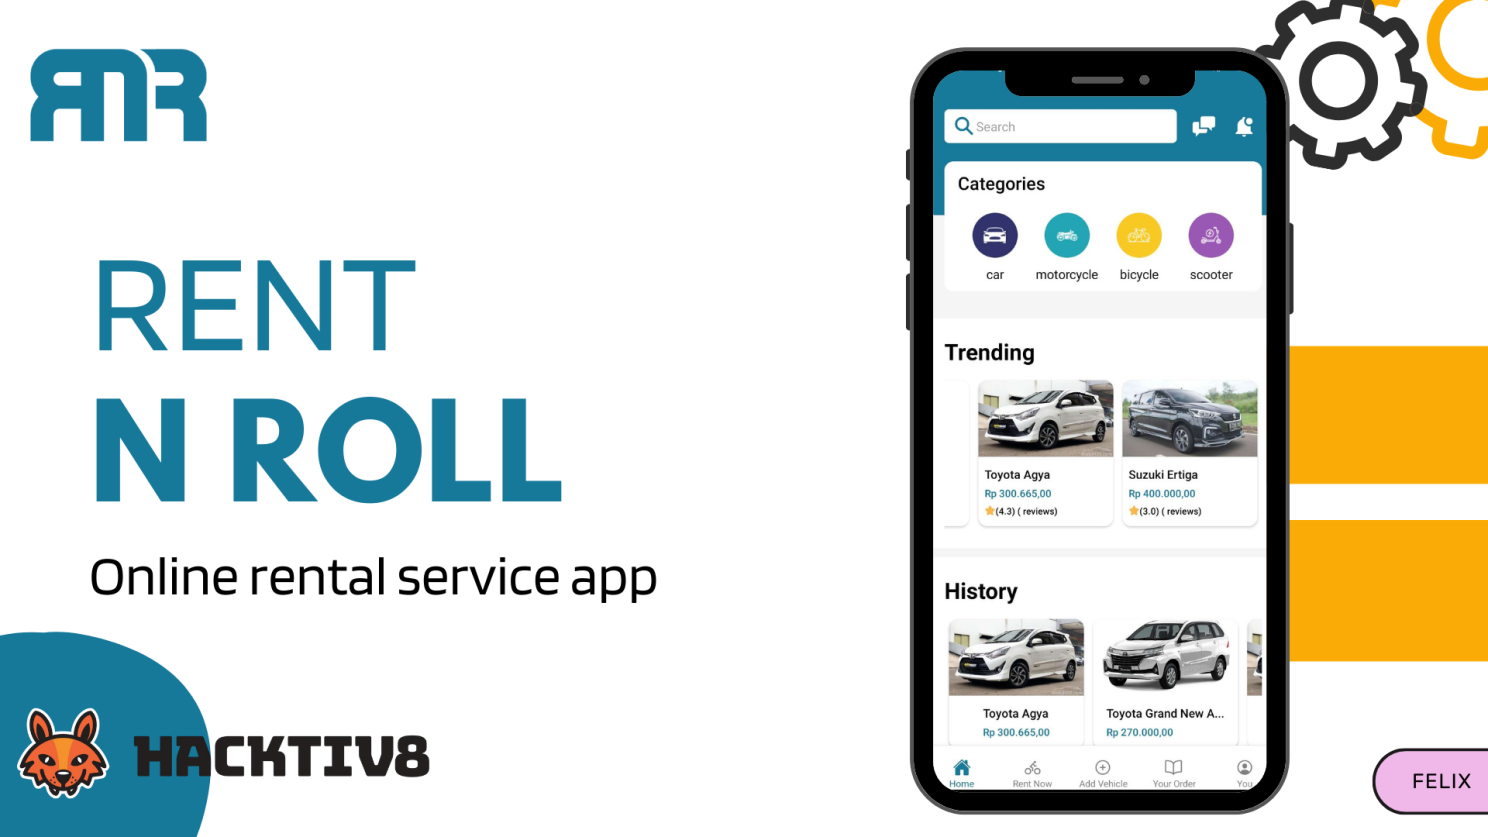 RNR
RENT
N ROLL
Online rental service app
HACKTIV8
Search
Categories
car motorcycle bicycle scooter
Trending
Toyota Agya
Rp 300.665,00
(4.3) ( reviews)
Suzuki Ertiga
Rp 400.000,00
(3.0) ( reviews)
History
Toyota Agya
Rp 300.665,00
Toyota Grand New A...
Rp 270.000,00
Home Rent Now Add Vehicle Your Order You
FELIX